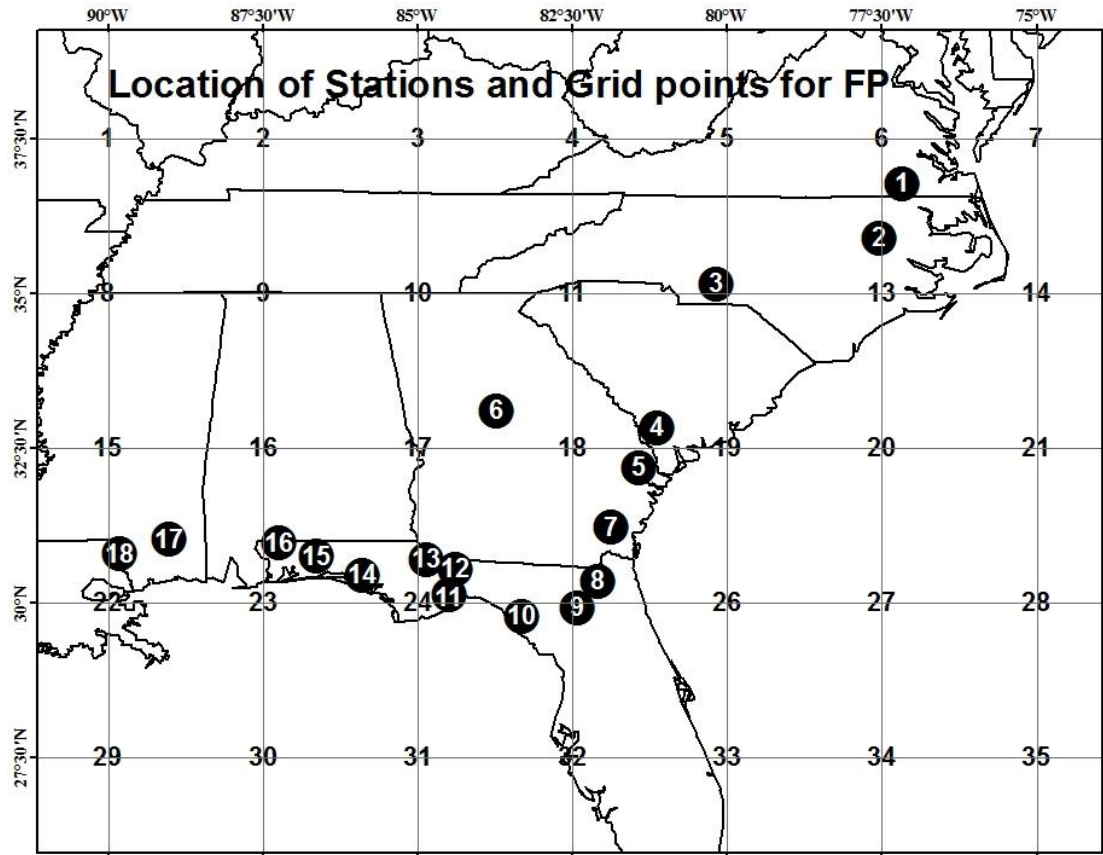 90°W 87°30'W 85°W 82°30'W 80°W 77°30'W 75°W
Location of Stations and Grid points for FP
37°30'N 1 2 3 4 5 6 7
1
2
3
35°N 8 9 10 11 13 14
6
4
32°30'N 15 16 17 18 19 20 21
5
7
18 17 16 15 14 13 12
8
30°N 22 23 24 11 10 9 26 27 28
27°30'N 29 30 31 32 33 34 35